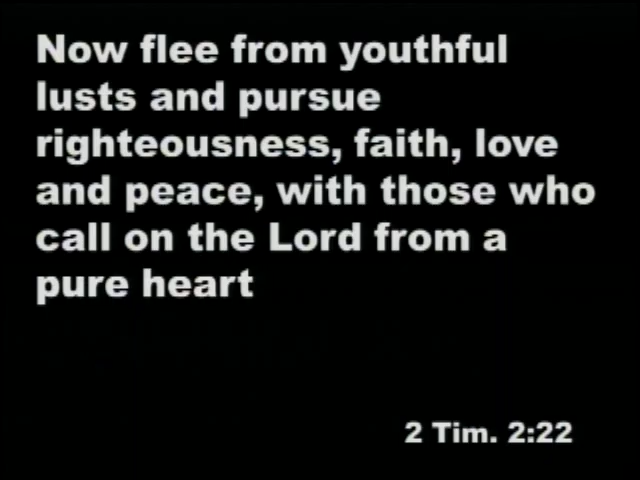 Now flee from youthful
lusts and pursue
righteousness, faith, love
and peace, with those who
call on the Lord from a
pure heart
2 Tim. 2:22